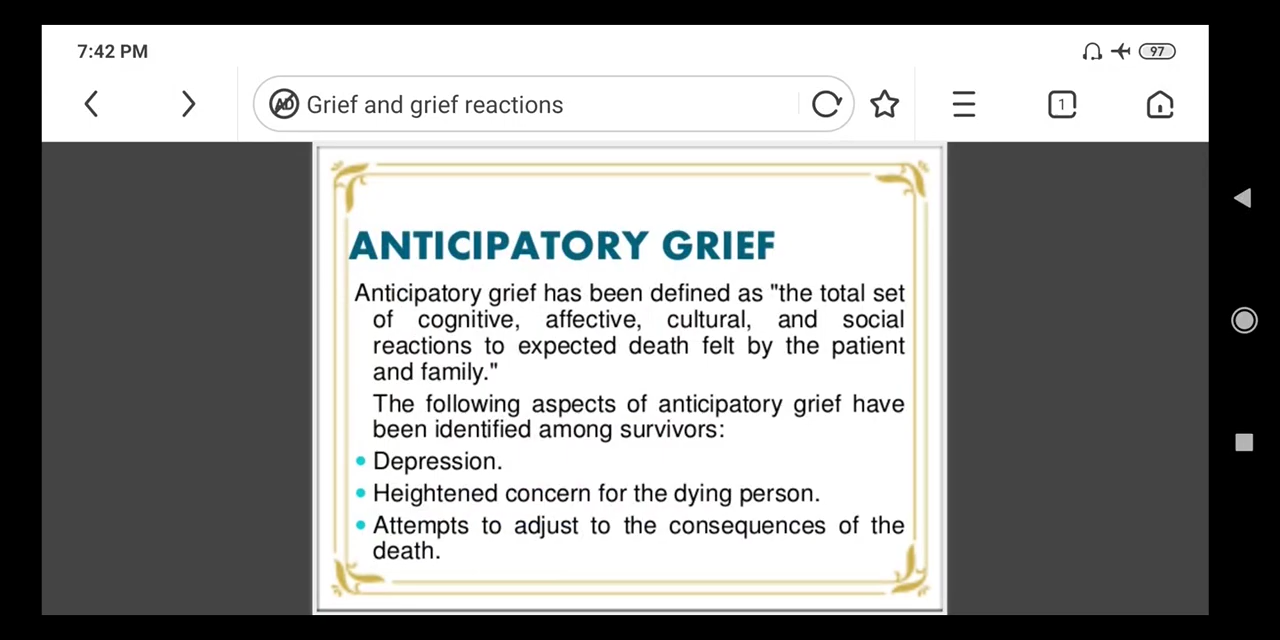 7:42 PM
97
AD Grief and grief reactions
1
ANTICIPATORY GRIEF
Anticipatory grief has been defined as "the total set
of cognitive, affective, cultural, and social
reactions to expected death felt by the patient
and family."
The following aspects of anticipatory grief have
been identified among survivors:
• Depression.
• Heightened concern for the dying person.
• Attempts to adjust to the consequences of the
death.